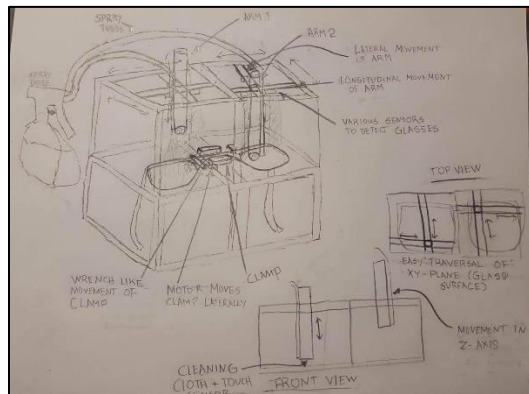 SPRAY
TUBES
ARM 1
ARM 2
LATERAL MOVEMENT
OF ARM
LONGITUDINAL MOVEMENT
OF ARM
VARIOUS SENSORS
TO DETECT GLASSES
TOP VIEW
EASY TRAVERSAL OF
XY-PLANE (GLASS
SURFACE)
WRENCH LIKE
MOVEMENT OF
CLAMP
MOTOR MOVES
CLAMP LATERALLY
CLAMP
MOVEMENT IN
Z-AXIS
CLEANING
CLOTH + TOUCH
FRONT VIEW